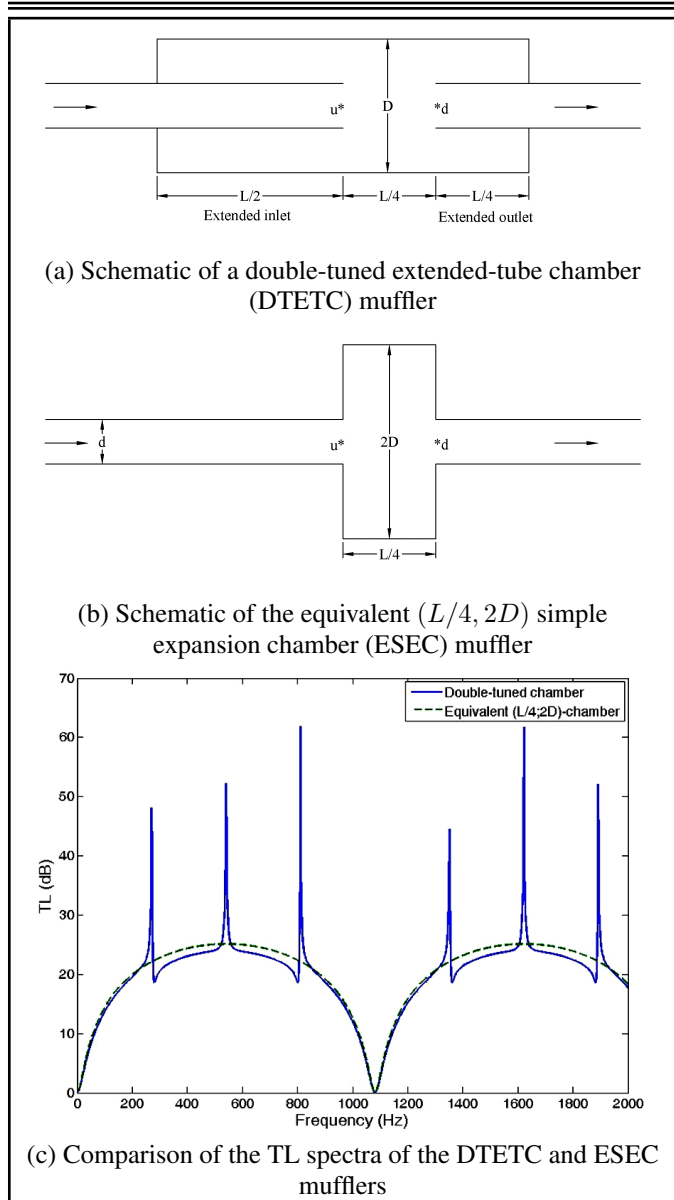 u*
D
*d
L/2
L/4
L/4
Extended inlet
Extended outlet
(a) Schematic of a double-tuned extended-tube chamber
(DTETC) muffler
d
u*
2D
*d
L/4
(b) Schematic of the equivalent (L/4, 2D) simple
expansion chamber (ESEC) muffler
70
60
50
40
30
20
10
0
TL (dB)
Double-tuned chamber
Equivalent (L/4;2D)-chamber
0 200 400 600 800 1000 1200 1400 1600 1800 2000
Frequency (Hz)
(c) Comparison of the TL spectra of the DTETC and ESEC
mufflers